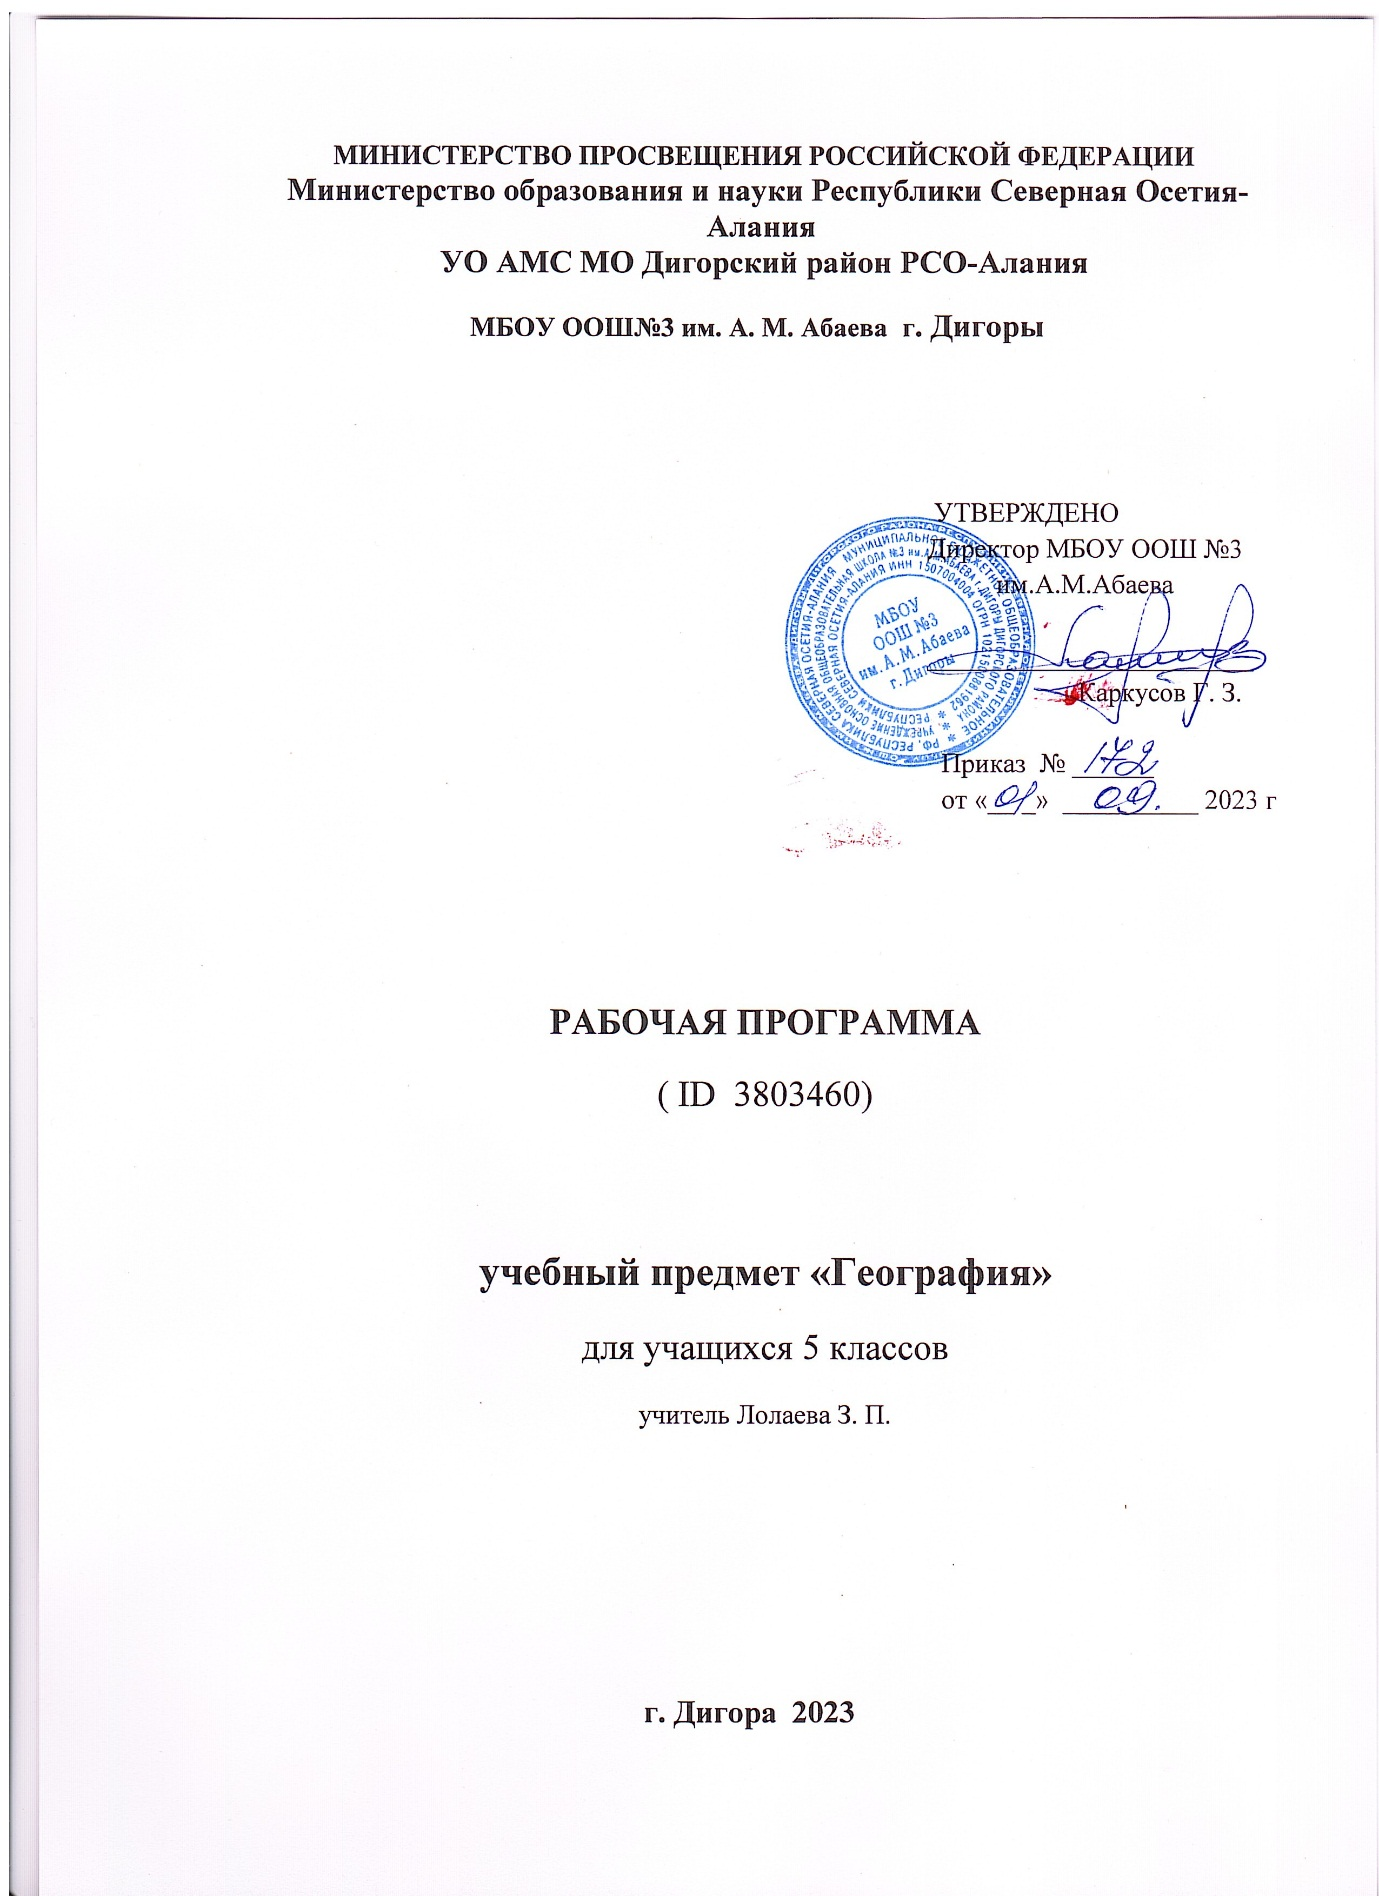 МИНИСТЕРСТВО ПРОСВЕЩЕНИЯ РОССИЙСКОЙ ФЕДЕРАЦИИ
Министерство образования и науки Республики Северная Осетия-
Алания
УО АМС МО Дигорский район РСО-Алания
МБОУ ООШ№3 им. А. М. Абаева г. Дигоры
УТВЕРЖДЕНО
Директор МБОУ ООШ №3
им.А.М.Абаева
Каркусов Г. З.
Приказ № 172
от «01» 09. 2023 г
МБОУ
ООШ №3
им. А. М. Абаева
г. Дигоры
РАБОЧАЯ ПРОГРАММА
( ID 3803460)
учебный предмет «География»
для учащихся 5 классов
учитель Лолаева З. П.
г. Дигора 2023